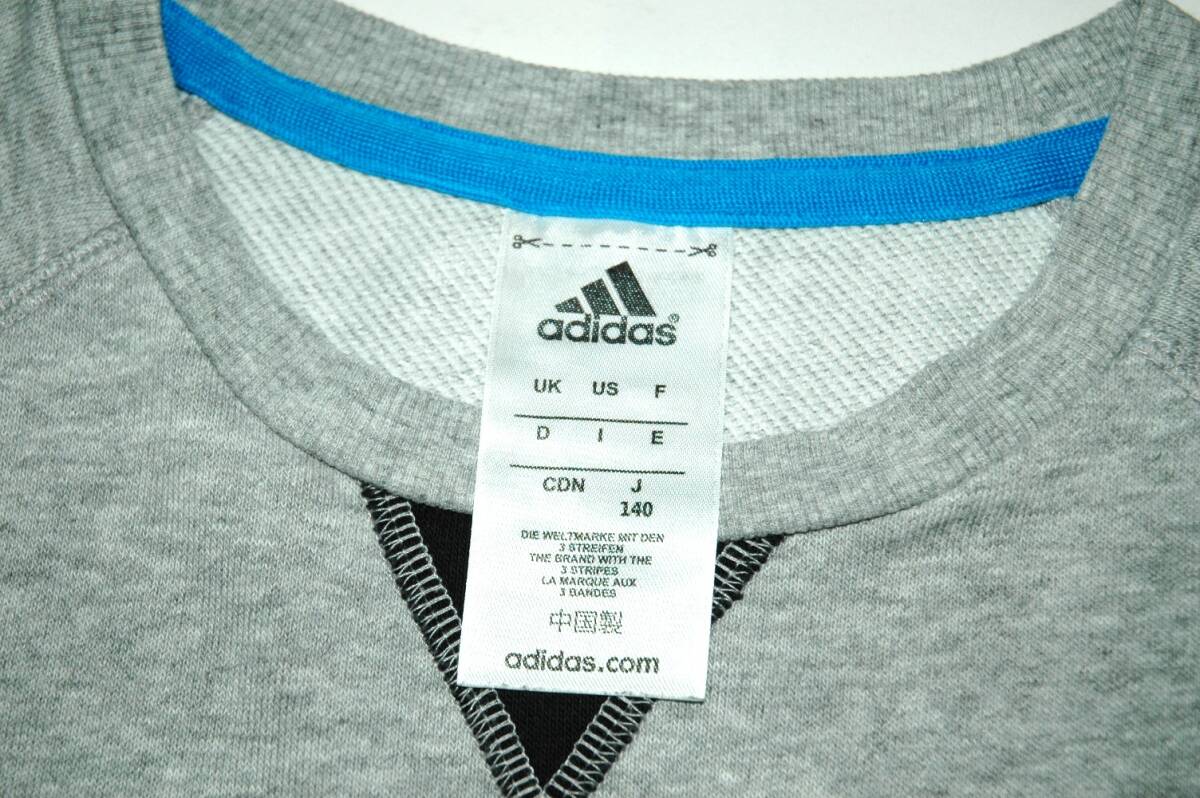 adidas®
UK US F
D I E
CDN J
140
DIE WELTMARKE MIT DEN
3 STREIFEN
THE BRAND WITH THE
3 STRIPES
LA MARQUE AUX
3 BANDES
中国製
adidas.com